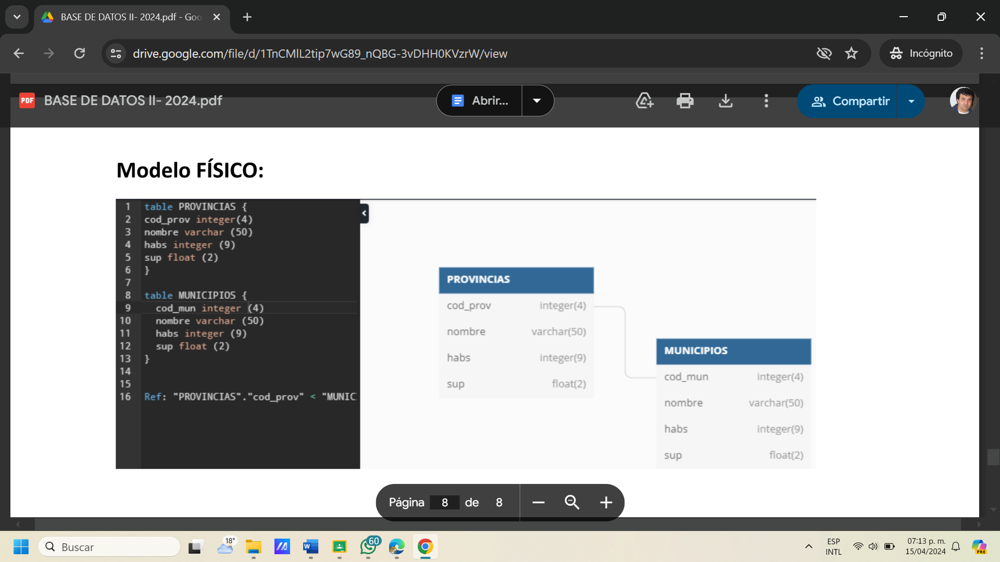 BASE DE DATOS II- 2024.pdf - Goo
drive.google.com/file/d/1TnCMlL2tip7wG89_nQBG-3vDHH0KVzrW/view
Incógnito
PDF
BASE DE DATOS II- 2024.pdf
Abrir...
Compartir
Modelo FÍSICO:
1 table PROVINCIAS {
2 cod_prov integer(4)
3 nombre varchar (50)
4 habs integer (9)
5 sup float (2)
6 }
7
8 table MUNICIPIOS {
9 cod_mun integer (4)
10 nombre varchar (50)
11 habs integer (9)
12 sup float (2)
13 }
14
15
16 Ref: "PROVINCIAS"."cod_prov" < "MUNIC
PROVINCIAS
cod_prov integer(4)
nombre varchar(50)
habs integer(9)
sup float(2)
MUNICIPIOS
cod_mun integer(4)
nombre varchar(50)
habs integer(9)
sup float(2)
Página 8 de 8
Buscar
18°
W
60
ESP
INTL
07:13 p. m.
15/04/2024
PRE